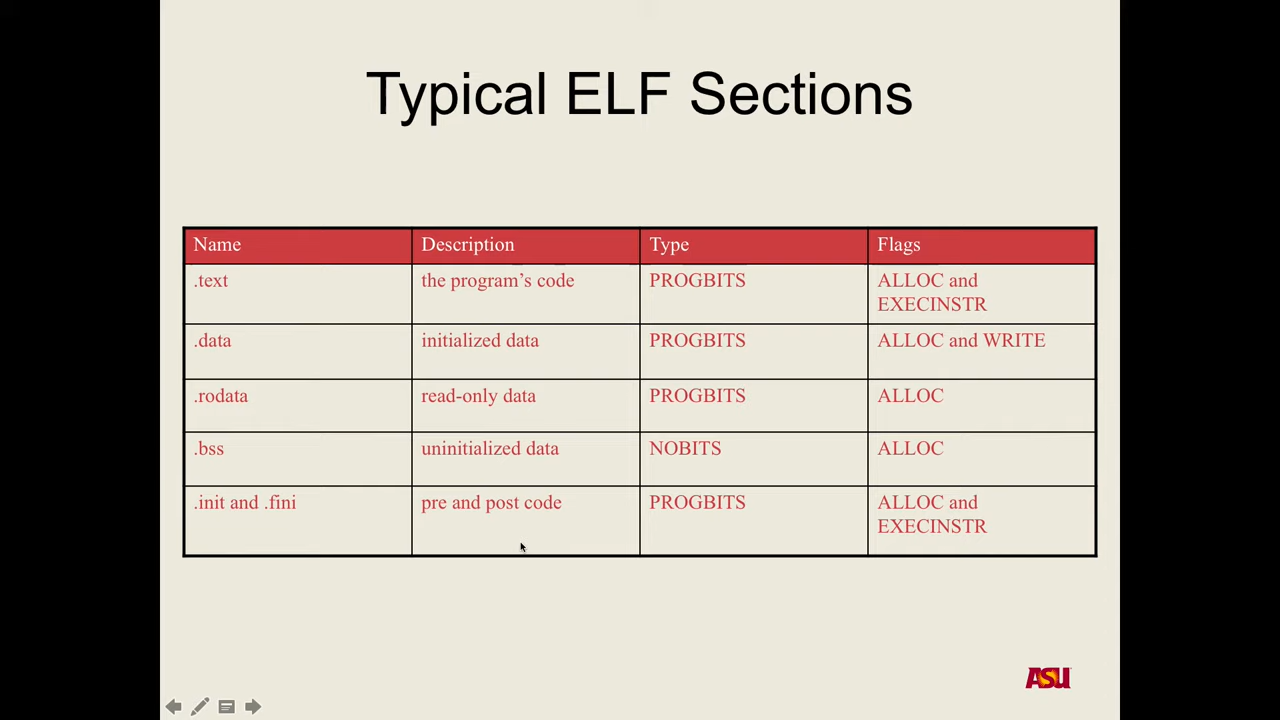 Typical ELF Sections
Name Description Type Flags
.text the program’s code PROGBITS ALLOC and
EXECINSTR
.data initialized data PROGBITS ALLOC and WRITE
.rodata read-only data PROGBITS ALLOC
.bss uninitialized data NOBITS ALLOC
.init and .fini pre and post code PROGBITS ALLOC and
EXECINSTR
ASU